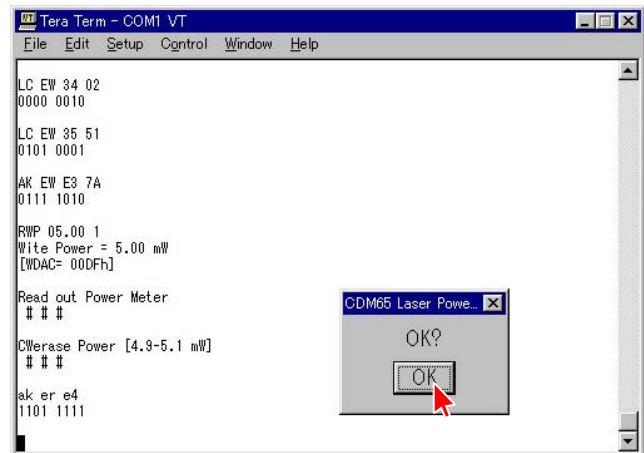 Tera Term - COM1 VT
File Edit Setup Control Window Help
LC EW 34 02
0000 0010
LC EW 35 51
0101 0001
AK EW E3 7A
0111 1010
RWP 05.00 1
Wite Power = 5.00 mW
[WDAC= 00DFh]
Read out Power Meter
# # #
CWerase Power [4.9-5.1 mW]
# # #
ak er e4
1101 1111
CDM65 Laser Powe...
OK?
OK